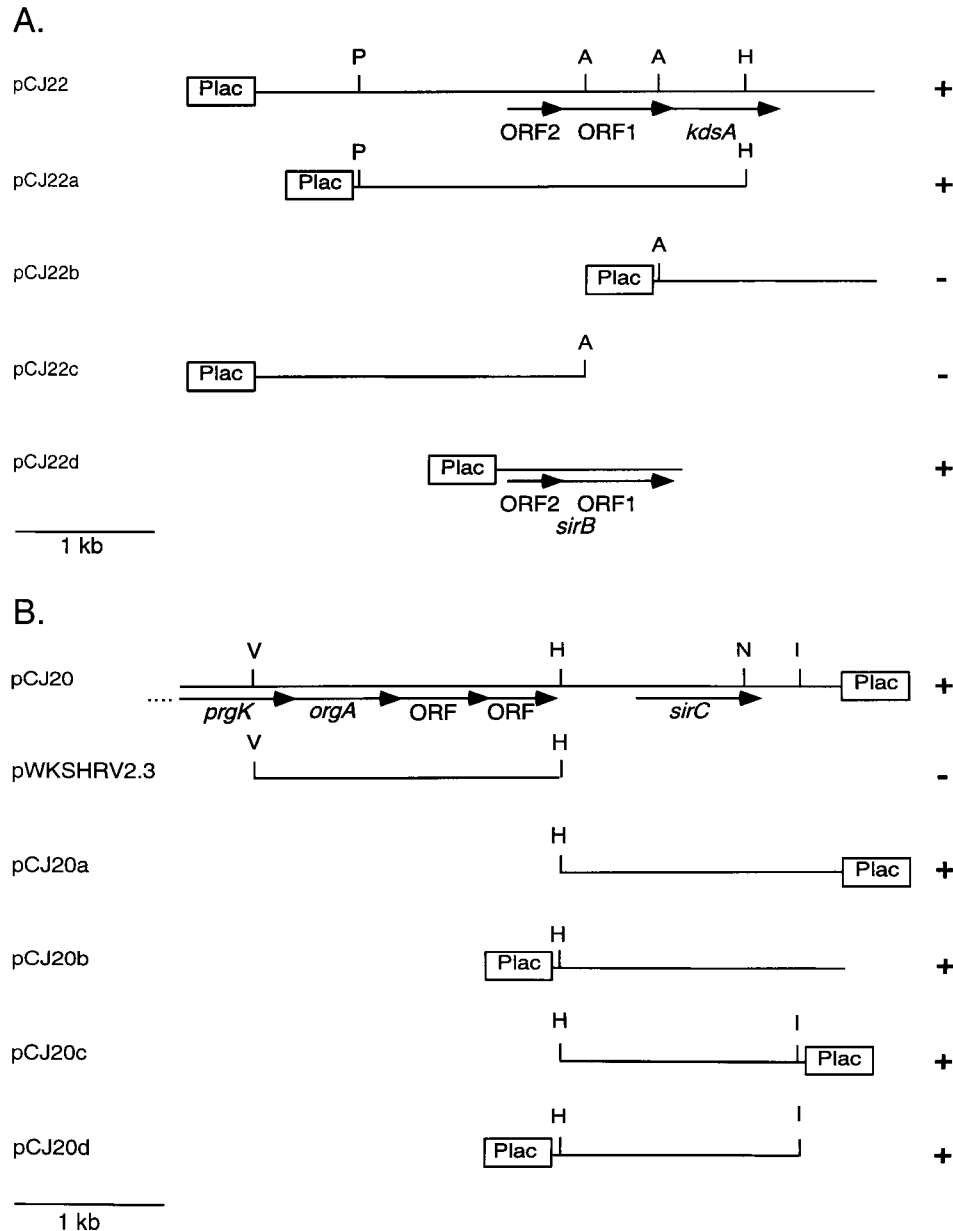 A.
P A A H
pCJ22 Plac +
ORF2 ORF1 kdsA
P H
pCJ22a Plac +
A
pCJ22b Plac -
A
pCJ22c Plac -
pCJ22d Plac +
ORF2 ORF1
sirB
1 kb
B.
V H N I
pCJ20 Plac +
prgK orgA ORF ORF sirC
V H
pWKSHRV2.3 -
H
pCJ20a Plac +
H
pCJ20b Plac +
H I
pCJ20c Plac +
H I
pCJ20d Plac +
1 kb